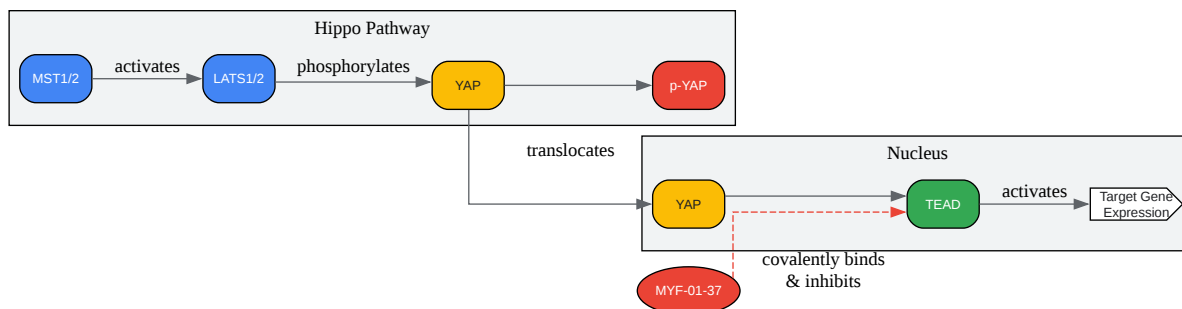 Hippo Pathway
MST1/2
activates
LATS1/2
phosphorylates
YAP
p-YAP
translocates
Nucleus
YAP
TEAD
activates
Target Gene
Expression
covalently binds
& inhibits
MYF-01-37